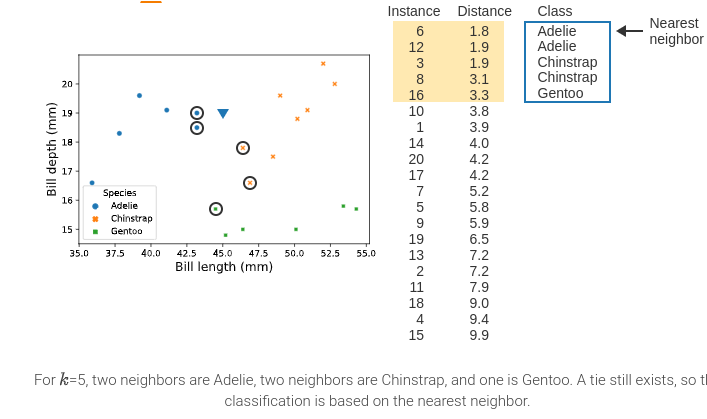 Instance Distance Class
6 1.8 Adelie
12 1.9 Adelie
3 1.9 Chinstrap
8 3.1 Chinstrap
16 3.3 Gentoo
10 3.8
1 3.9
14 4.0
20 4.2
17 4.2
7 5.2
5 5.8
9 5.9
19 6.5
13 7.2
2 7.2
11 7.9
18 9.0
4 9.4
15 9.9
Nearest
neighbor
Bill depth (mm)
20
19
18
17
16
15
Species
Adelie
Chinstrap
Gentoo
35.0 37.5 40.0 42.5 45.0 47.5 50.0 52.5 55.0
Bill length (mm)
For k=5, two neighbors are Adelie, two neighbors are Chinstrap, and one is Gentoo. A tie still exists, so
classification is based on the nearest neighbor.